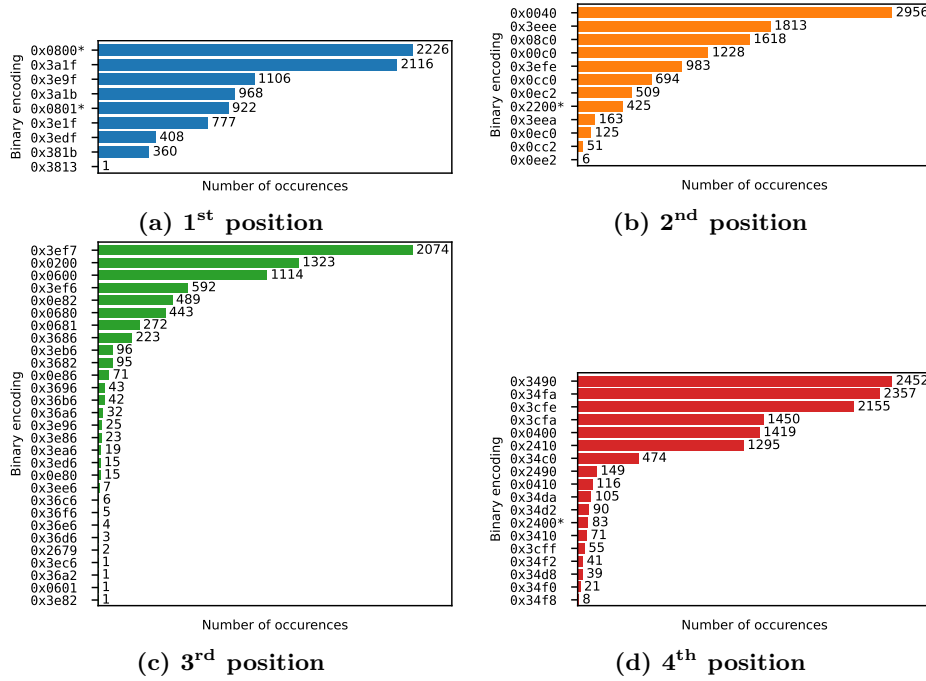 Binary encoding
0x0800* 2226
0x3a1f 2116
0x3e9f 1106
0x3a1b 968
0x0801* 922
0x3e1f 777
0x3edf 408
0x381b 360
0x3813 1
Number of occurences
(a) 1st position
Binary encoding
0x0040 2956
0x3eee 1813
0x08c0 1618
0x00c0 1228
0x3efe 983
0x0cc0 694
0x0ec2 509
0x2200* 425
0x3eea 163
0x0ec0 125
0x0cc2 51
0x0ee2 6
Number of occurences
(b) 2nd position
Binary encoding
0x3ef7 2074
0x0200 1323
0x0600 1114
0x3ef6 592
0x0e82 489
0x0680 443
0x0681 272
0x3686 223
0x3eb6 96
0x3682 95
0x0e86 71
0x3696 43
0x36b6 42
0x36a6 32
0x3e96 25
0x3e86 23
0x3ea6 19
0x3ed6 15
0x0e80 15
0x3ee6 7
0x36c6 6
0x36f6 5
0x36e6 4
0x36d6 3
0x2679 2
0x3ec6 1
0x36a2 1
0x0601 1
0x3e82 1
Number of occurences
(c) 3rd position
Binary encoding
0x3490 2452
0x34fa 2357
0x3cfe 2155
0x3cfa 1450
0x0400 1419
0x2410 1295
0x34c0 474
0x2490 149
0x0410 116
0x34da 105
0x34d2 90
0x2400* 83
0x3410 71
0x3cff 55
0x34f2 41
0x34d8 39
0x34f0 21
0x34f8 8
Number of occurences
(d) 4th position